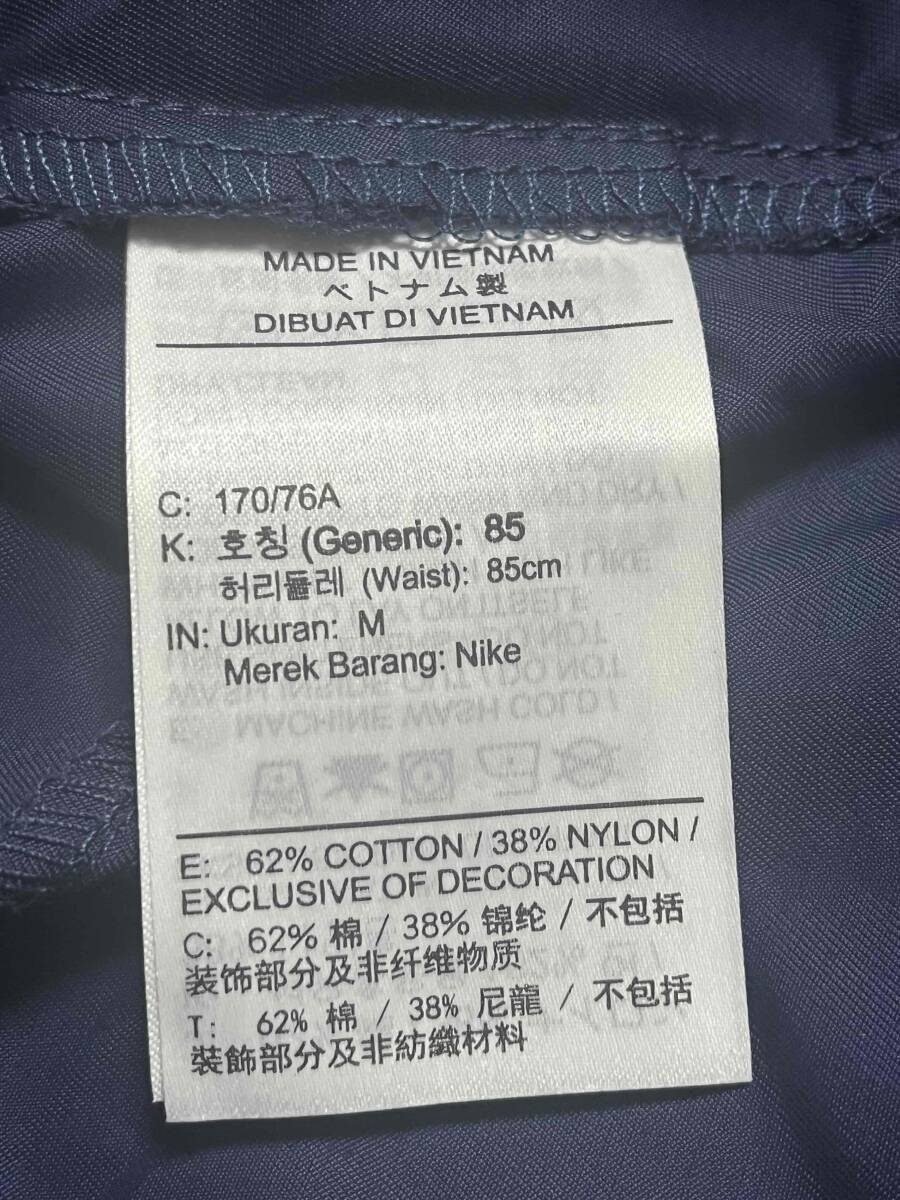 MADE IN VIETNAM
ベトナム製
DIBUAT DI VIETNAM
C: 170/76A
K: 호칭 (Generic): 85
허리둘레 (Waist): 85cm
IN: Ukuran: M
Merek Barang: Nike
E: 62% COTTON / 38% NYLON /
EXCLUSIVE OF DECORATION
C: 62% 棉 / 38% 锦纶 / 不包括
装饰部分及非纤维物质
T: 62% 棉 / 38% 尼龍 / 不包括
裝飾部分及非紡織材料